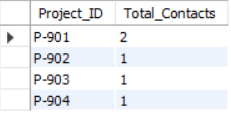 Project_ID Total_Contacts
P-901 2
P-902 1
P-903 1
P-904 1